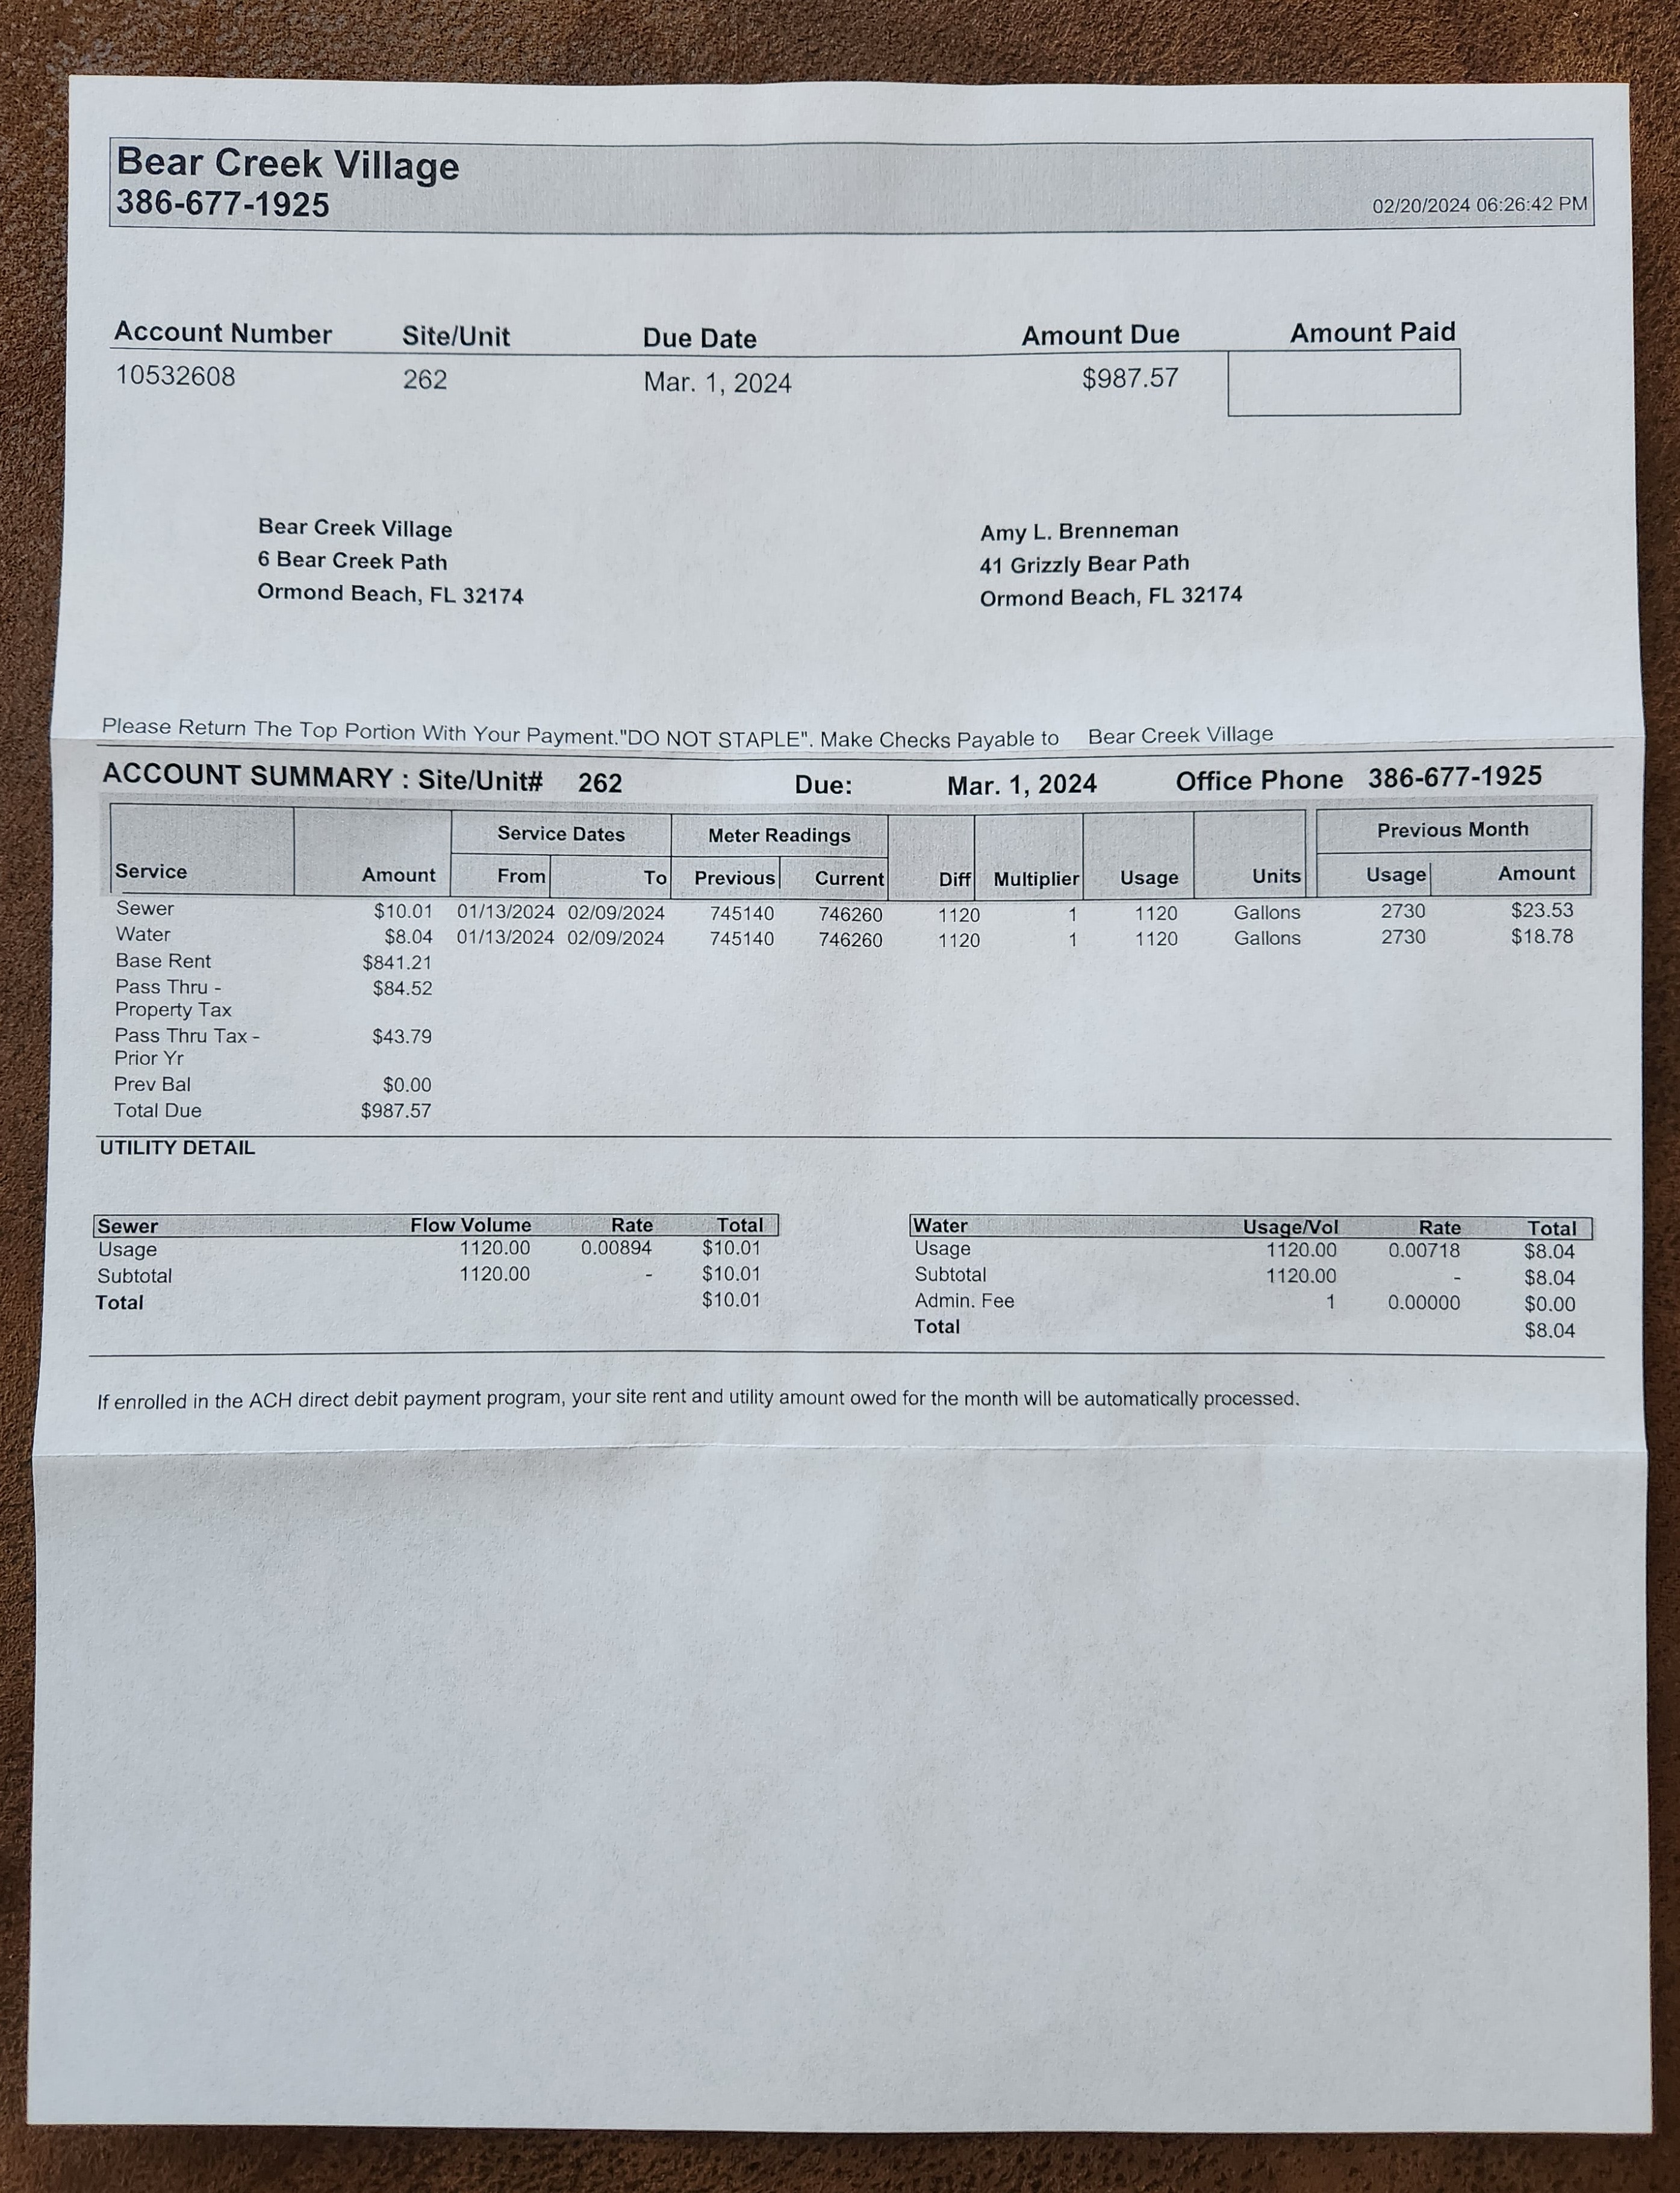 Bear Creek Village
386-677-1925
02/20/2024 06:26:42 PM
Account Number Site/Unit Due Date Amount Due Amount Paid
10532608 262 Mar. 1, 2024 $987.57
Bear Creek Village
6 Bear Creek Path
Ormond Beach, FL 32174
Amy L. Brenneman
41 Grizzly Bear Path
Ormond Beach, FL 32174
Please Return The Top Portion With Your Payment."DO NOT STAPLE". Make Checks Payable to Bear Creek Village
ACCOUNT SUMMARY : Site/Unit# 262 Due: Mar. 1, 2024 Office Phone 386-677-1925
Service Dates Meter Readings Previous Month
Service Amount From To Previous Current Diff Multiplier Usage Units Usage Amount
Sewer $10.01 01/13/2024 02/09/2024 745140 746260 1120 1 1120 Gallons 2730 $23.53
Water $8.04 01/13/2024 02/09/2024 745140 746260 1120 1 1120 Gallons 2730 $18.78
Base Rent $841.21
Pass Thru - $84.52
Property Tax
Pass Thru Tax - $43.79
Prior Yr
Prev Bal $0.00
Total Due $987.57
UTILITY DETAIL
Sewer Flow Volume Rate Total
Usage 1120.00 0.00894 $10.01
Subtotal 1120.00 - $10.01
Total $10.01
Water Usage/Vol Rate Total
Usage 1120.00 0.00718 $8.04
Subtotal 1120.00 - $8.04
Admin. Fee 1 0.00000 $0.00
Total $8.04
If enrolled in the ACH direct debit payment program, your site rent and utility amount owed for the month will be automatically processed.